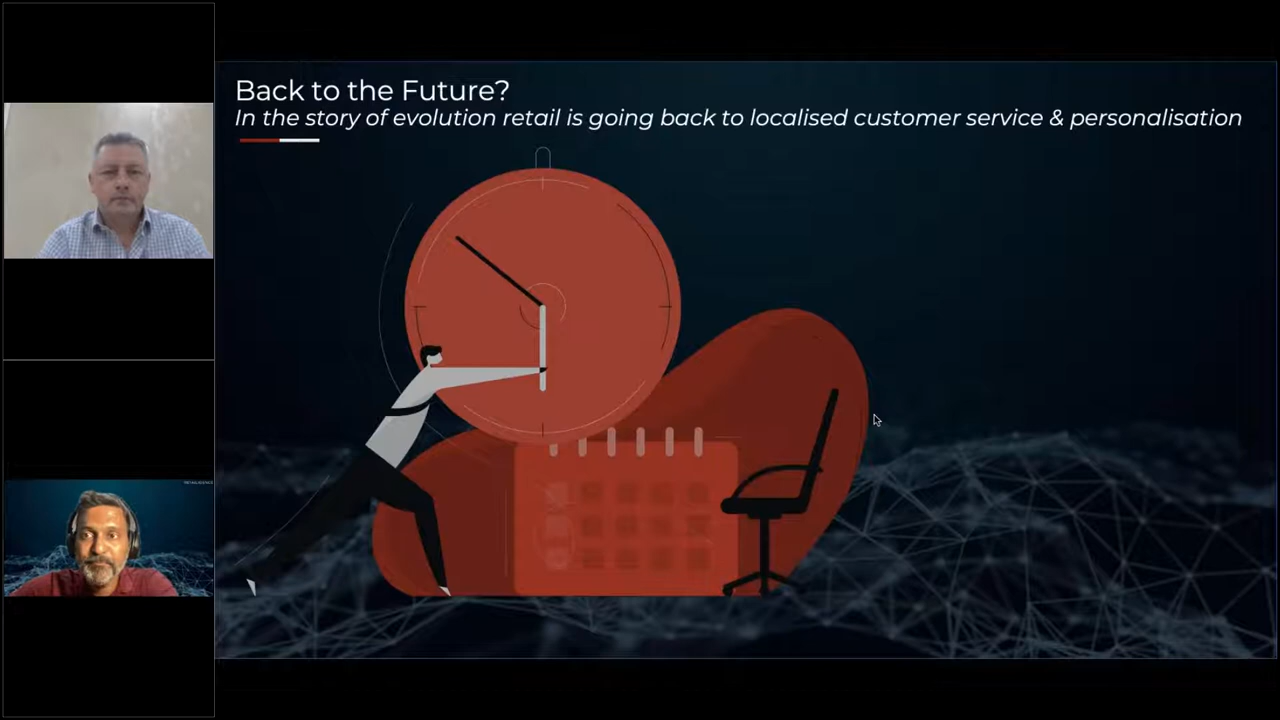 Back to the Future?
In the story of evolution retail is going back to localised customer service & personalisation